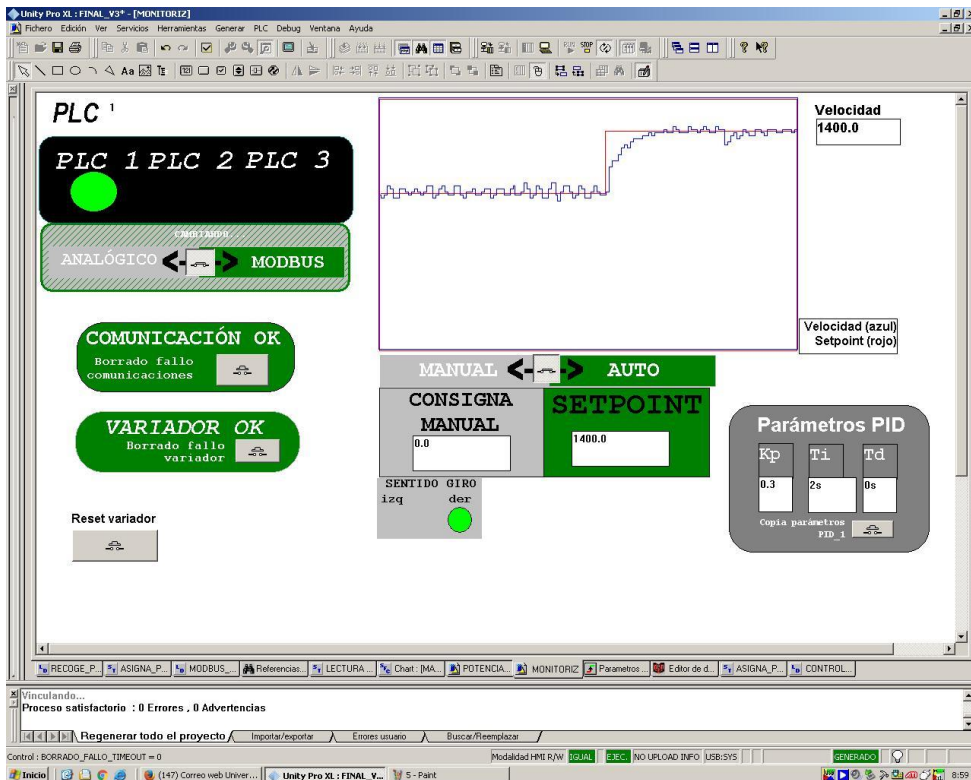 Unity Pro XL : FINAL_V3* - [MONITORIZ]
Fichero Edición Ver Servicios Herramientas Generar PLC Debug Ventana Ayuda
PLC 1
PLC 1 PLC 2 PLC 3
CAMBIANDO...
ANALÓGICO <-> MODBUS
COMUNICACIÓN OK
Borrado fallo
comunicaciones
VARIADOR OK
Borrado fallo
variador
Reset variador
Velocidad
1400.0
Velocidad (azul)
Setpoint (rojo)
MANUAL <-> AUTO
CONSIGNA
MANUAL
0.0
SETPOINT
1400.0
SENTIDO GIRO
izq der
Parámetros PID
Kp Ti Td
0.3 2s 0s
Copia parámetros
PID_1
RECOGE_P... ASIGNA_P... MODBUS_... Referencias... LECTURA... Chart : [MA... POTENCIA... MONITORIZ Parametros ... Editor de d... ASIGNA_P... CONTROL...
Vinculando...
Proceso satisfactorio : 0 Errores , 0 Advertencias
Regenerar todo el proyecto Importar/exportar Errores usuario Buscar/Reemplazar
Control : BORRADO_FALLO_TIMEOUT = 0 Modalidad HMI R/W IGUAL EJEC. NO UPLOAD INFO USB:SYS GENERADO
Inicio (147) Correo web Univer... Unity Pro XL : FINAL_V... 5 - Paint 8:59